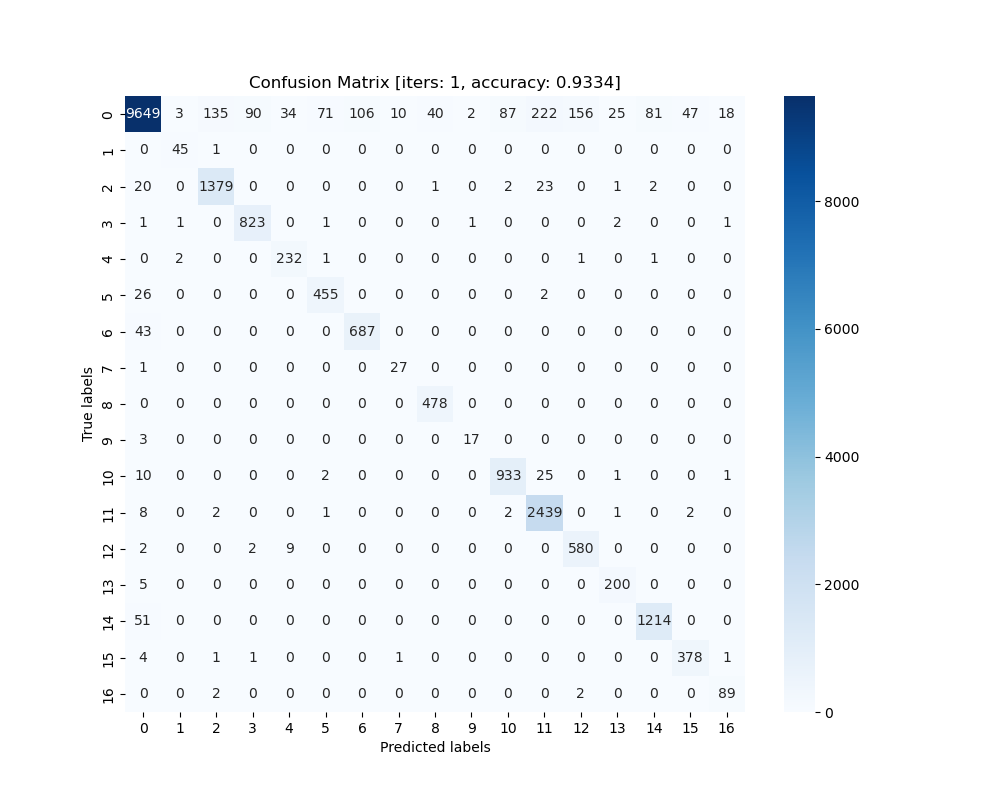 Confusion Matrix [iters: 1, accuracy: 0.9334]
0 9649 3 135 90 34 71 106 10 40 2 87 222 156 25 81 47 18
1 0 45 1 0 0 0 0 0 0 0 0 0 0 0 0 0 0
2 20 0 1379 0 0 0 0 0 1 0 2 23 0 1 2 0 0
3 1 1 0 823 0 1 0 0 0 1 0 0 0 2 0 0 1
4 0 2 0 0 232 1 0 0 0 0 0 0 1 0 1 0 0
5 26 0 0 0 0 455 0 0 0 0 0 2 0 0 0 0 0
6 43 0 0 0 0 0 687 0 0 0 0 0 0 0 0 0 0
7 1 0 0 0 0 0 0 27 0 0 0 0 0 0 0 0 0
8 0 0 0 0 0 0 0 0 478 0 0 0 0 0 0 0 0
9 3 0 0 0 0 0 0 0 0 17 0 0 0 0 0 0 0
10 10 0 0 0 0 2 0 0 0 0 933 25 0 1 0 0 1
11 8 0 2 0 0 1 0 0 0 0 2 2439 0 1 0 2 0
12 2 0 0 2 9 0 0 0 0 0 0 0 580 0 0 0 0
13 5 0 0 0 0 0 0 0 0 0 0 0 0 200 0 0 0
14 51 0 0 0 0 0 0 0 0 0 0 0 0 0 1214 0 0
15 4 0 1 1 0 0 0 1 0 0 0 0 0 0 0 378 1
16 0 0 2 0 0 0 0 0 0 0 0 0 2 0 0 0 89
0 1 2 3 4 5 6 7 8 9 10 11 12 13 14 15 16
Predicted labels
True labels
8000
6000
4000
2000
0